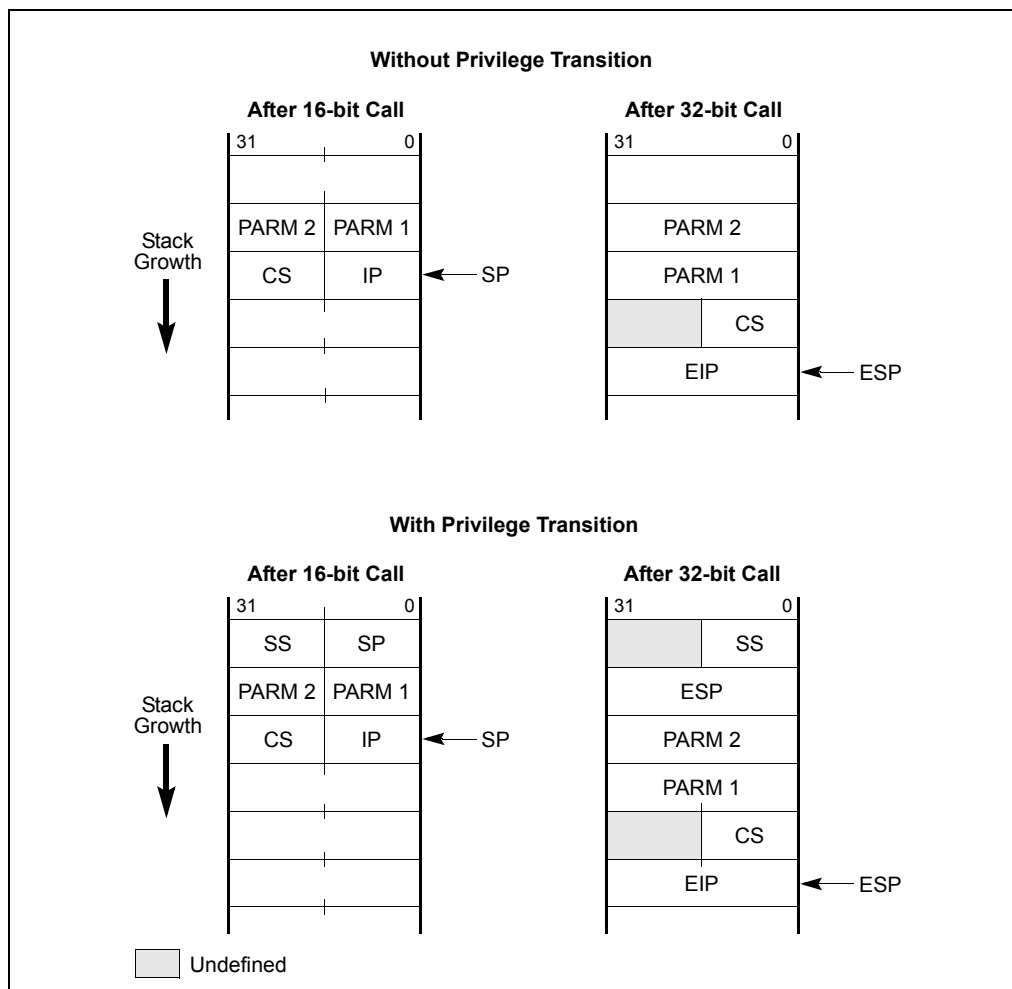 Without Privilege Transition
After 16-bit Call
After 32-bit Call
31 0
31 0
PARM 2 PARM 1
PARM 2
Stack
Growth
CS IP
SP
PARM 1
CS
EIP
ESP
With Privilege Transition
After 16-bit Call
After 32-bit Call
31 0
31 0
SS SP
SS
PARM 2 PARM 1
ESP
Stack
Growth
CS IP
SP
PARM 2
PARM 1
CS
EIP
ESP
Undefined